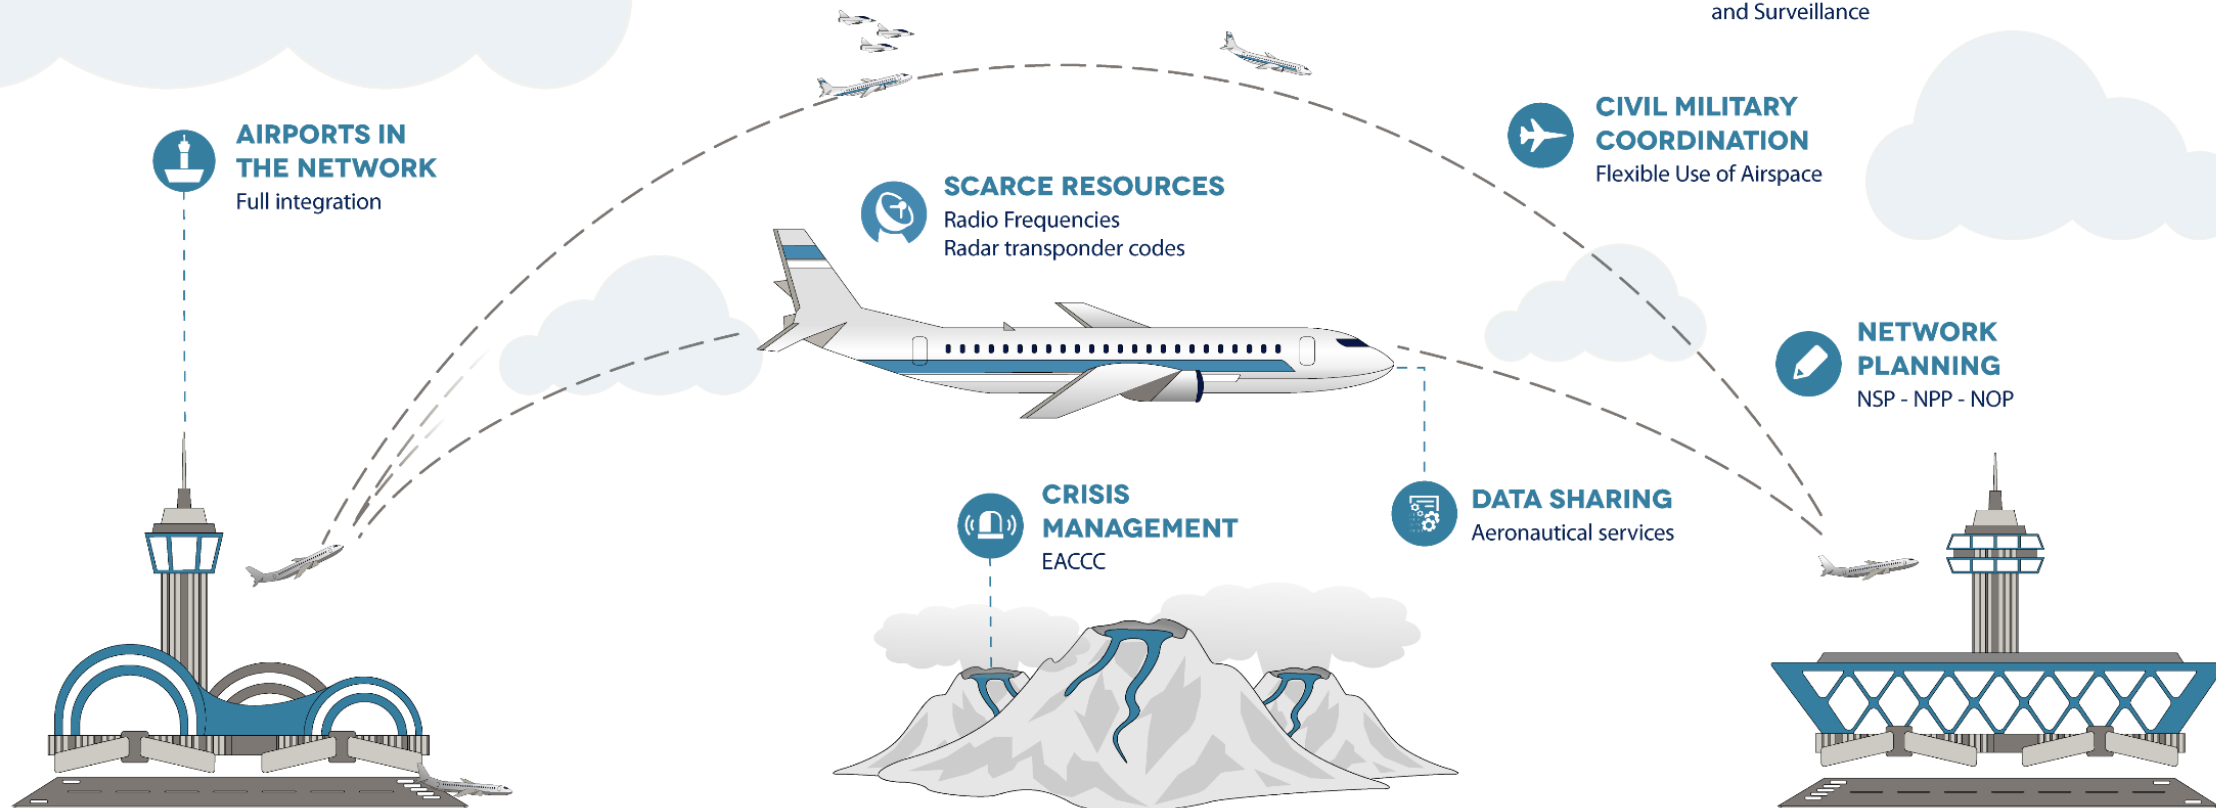 and Surveillance
AIRPORTS IN
THE NETWORK
Full integration
SCARCE RESOURCES
Radio Frequencies
Radar transponder codes
CIVIL MILITARY
COORDINATION
Flexible Use of Airspace
NETWORK
PLANNING
NSP - NPP - NOP
CRISIS
MANAGEMENT
EACCC
DATA SHARING
Aeronautical services